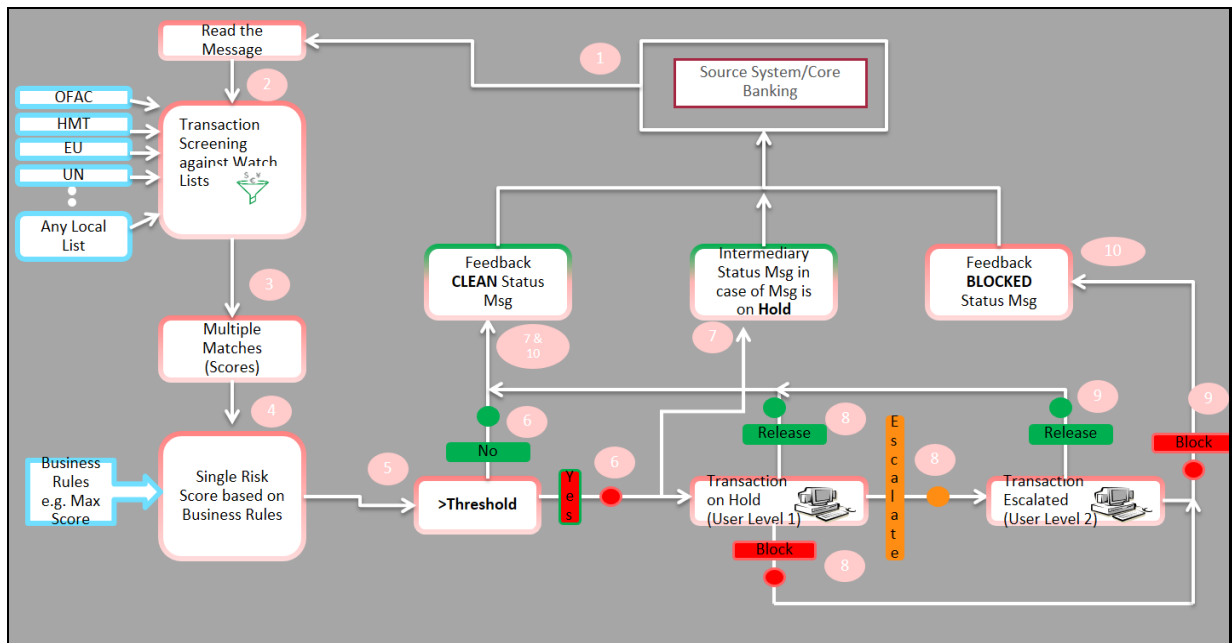 Read the
Message
1
Source System/Core
Banking
2
OFAC
HMT
EU
UN
Any Local
List
Transaction
Screening
against Watch
Lists
3
Multiple
Matches
(Scores)
4
Business
Rules
e.g. Max
Score
Single Risk
Score based on
Business Rules
5
>Threshold
No
6
Yes
6
Feedback
CLEAN Status
Msg
7 &
10
Intermediary
Status Msg in
case of Msg is
on Hold
7
Feedback
BLOCKED
Status Msg
10
Release
8
Transaction
on Hold
(User Level 1)
Block
8
Escalate
8
Release
9
Transaction
Escalated
(User Level 2)
Block
9